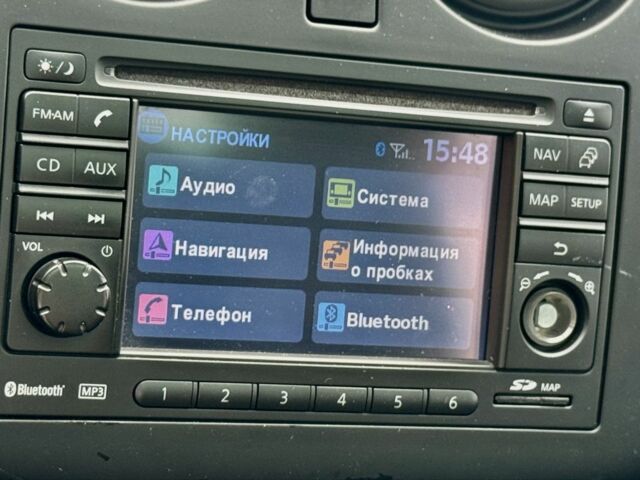 FM·AM
CD
AUX
VOL
НАСТРОЙКИ
15:48
Аудио
Система
Навигация
Информация
о пробках
Телефон
Bluetooth
NAV
MAP
SETUP
Bluetooth
MP3
1
2
3
4
5
6
SD
MAP